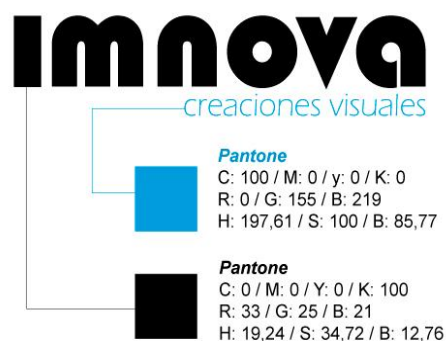 imnova
creaciones visuales
Pantone
C: 100 / M: 0 / y: 0 / K: 0
R: 0 / G: 155 / B: 219
H: 197,61 / S: 100 / B: 85,77
Pantone
C: 0 / M: 0 / Y: 0 / K: 100
R: 33 / G: 25 / B: 21
H: 19,24 / S: 34,72 / B: 12,76